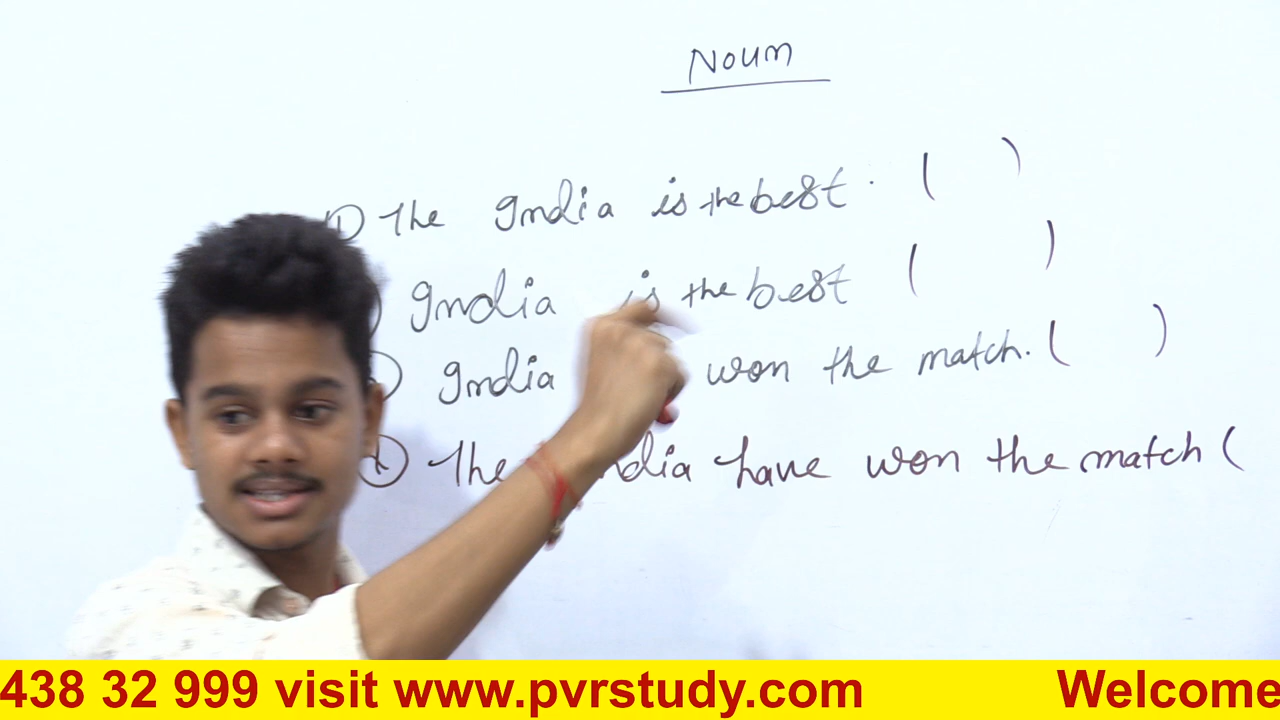 Noun
① The India is the best. ( )
India is the best ( )
India won the match. ( )
The India have won the match (
438 32 999 visit www.pvrstudy.com Welcome